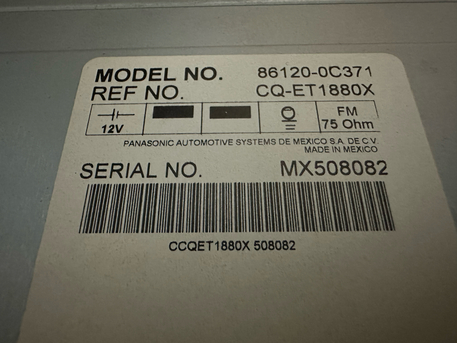 MODEL NO. 86120-0C371
REF NO. CQ-ET1880X
12V FM 75 Ohm
PANASONIC AUTOMOTIVE SYSTEMS DE MEXICO S.A. DE C.V.
MADE IN MEXICO
SERIAL NO. MX508082
CCQET1880X 508082